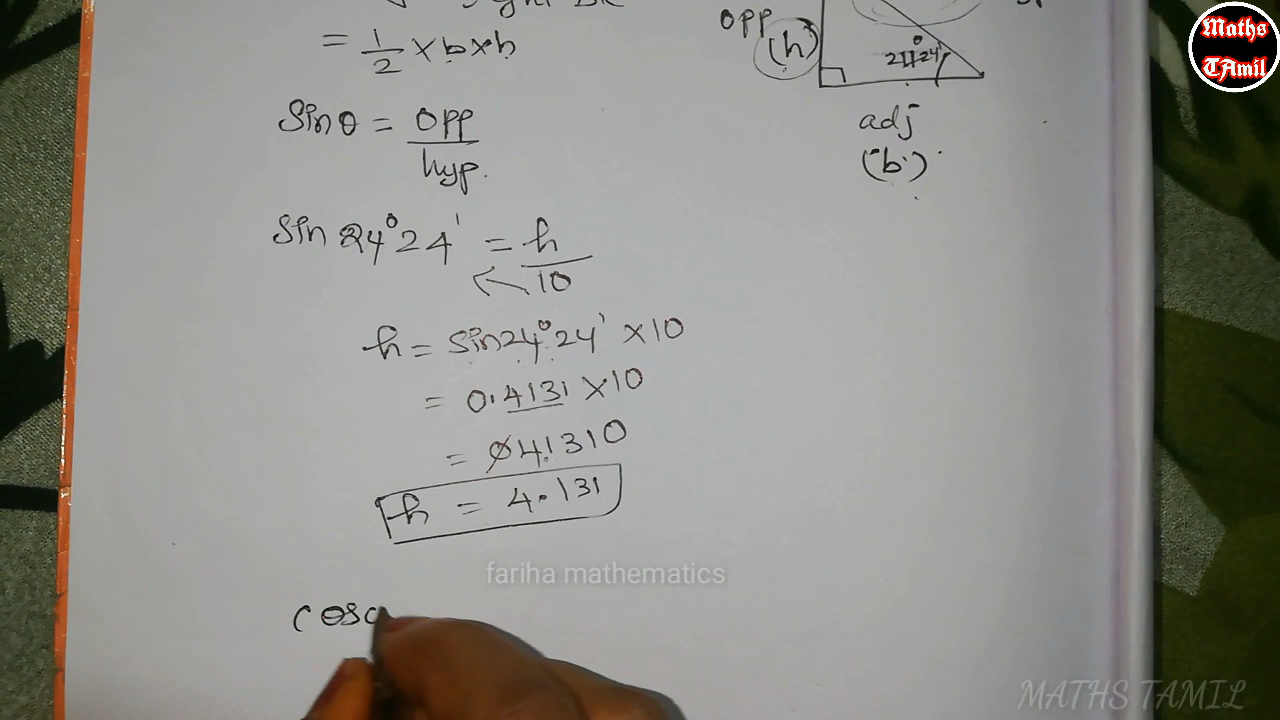 = 1/2 × b × h
opp
(h)
24°24'
adj
(b)
Sin θ = opp/hyp.
Sin 24°24' = h/10
h = sin 24°24' × 10
= 0.4131 × 10
= 04.1310
h = 4.131
cos
fariha mathematics
Maths
TAmil
MATHS TAMIL